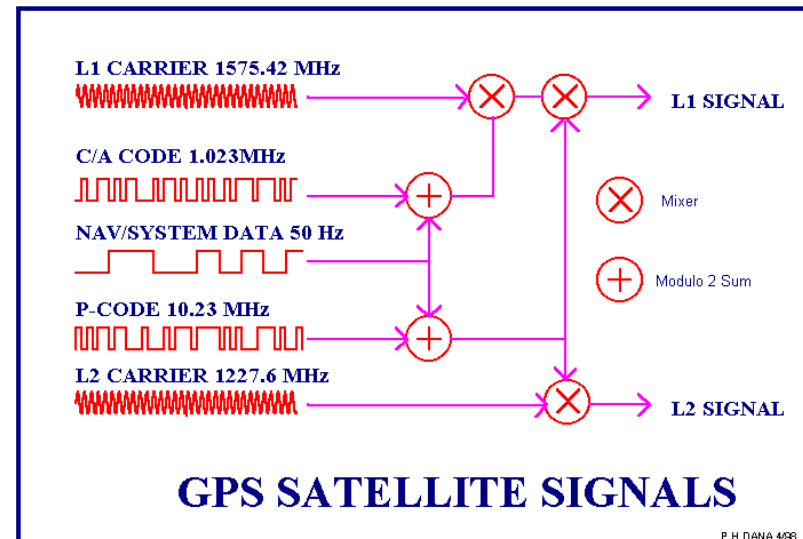 L1 CARRIER 1575.42 MHz
L1 SIGNAL
C/A CODE 1.023MHz
Mixer
NAV/SYSTEM DATA 50 Hz
Modulo 2 Sum
P-CODE 10.23 MHz
L2 CARRIER 1227.6 MHz
L2 SIGNAL
GPS SATELLITE SIGNALS
P H DANA 4/98